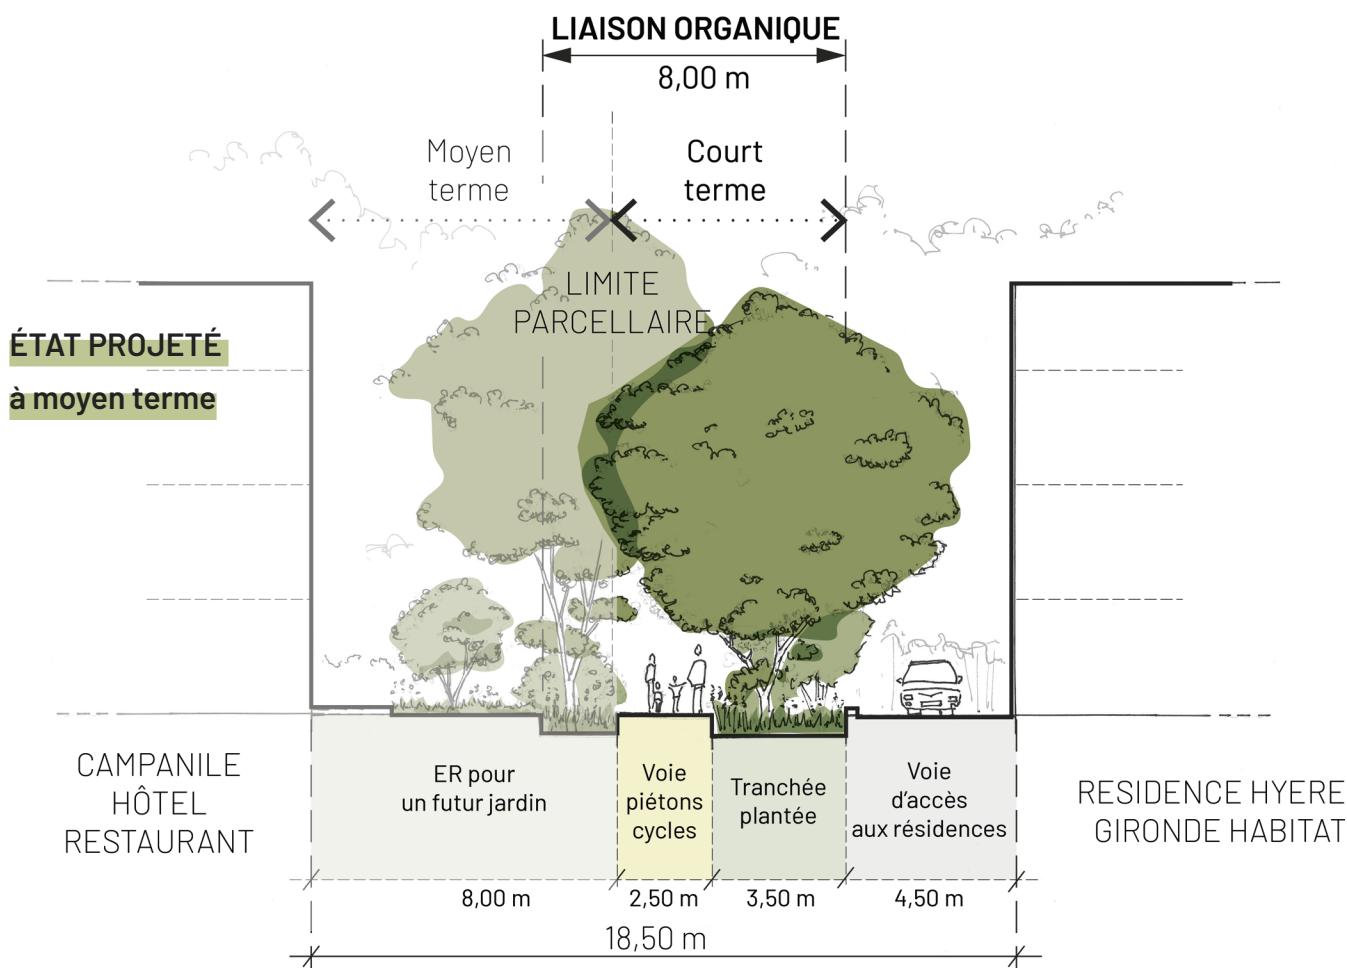 LIAISON ORGANIQUE
8,00 m
Moyen
terme
Court
terme
LIMITE
PARCELLAIRE
ÉTAT PROJETÉ
à moyen terme
CAMPANILE
HÔTEL
RESTAURANT
ER pour
un futur jardin
Voie
piétons
cycles
Tranchée
plantée
Voie
d’accès
aux résidences
RESIDENCE HYERE
GIRONDE HABITAT
8,00 m
2,50 m
3,50 m
4,50 m
18,50 m